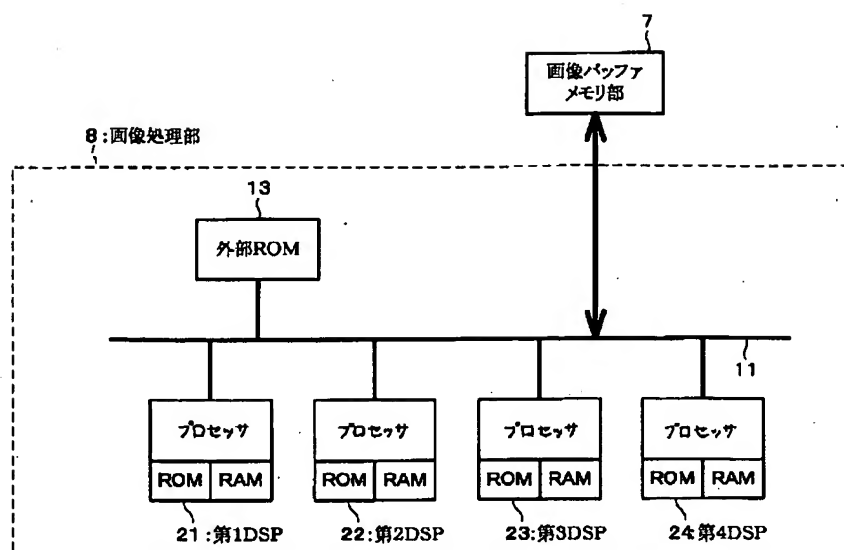 7
画像バッファ
メモリ部
8:画像処理部
13
外部ROM
11
プロセッサ プロセッサ プロセッサ プロセッサ
ROM RAM ROM RAM ROM RAM ROM RAM
21:第1DSP 22:第2DSP 23:第3DSP 24:第4DSP